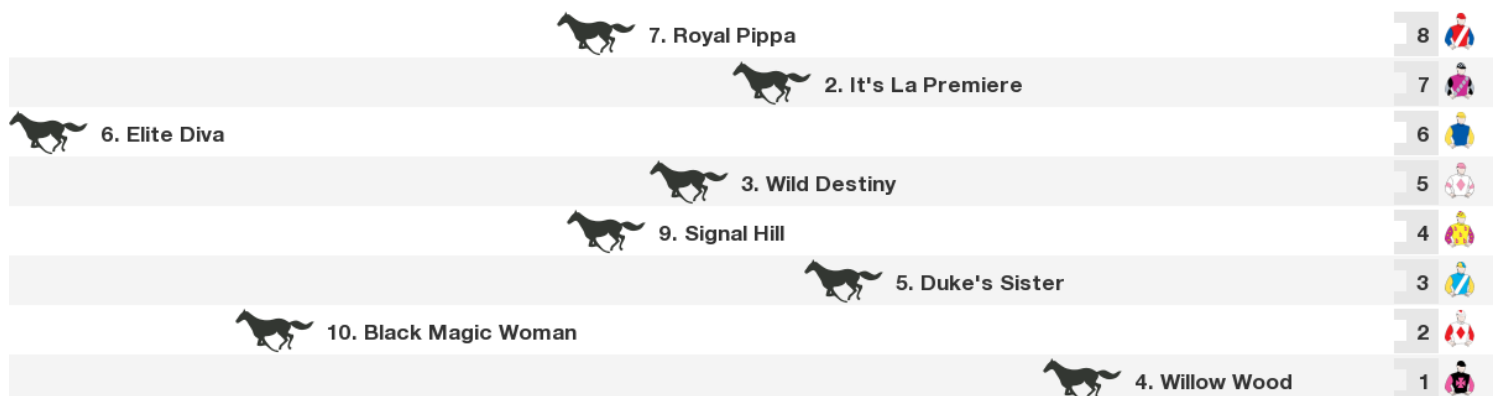 7. Royal Pippa 8
2. It's La Premiere 7
6. Elite Diva 6
3. Wild Destiny 5
9. Signal Hill 4
5. Duke's Sister 3
10. Black Magic Woman 2
4. Willow Wood 1